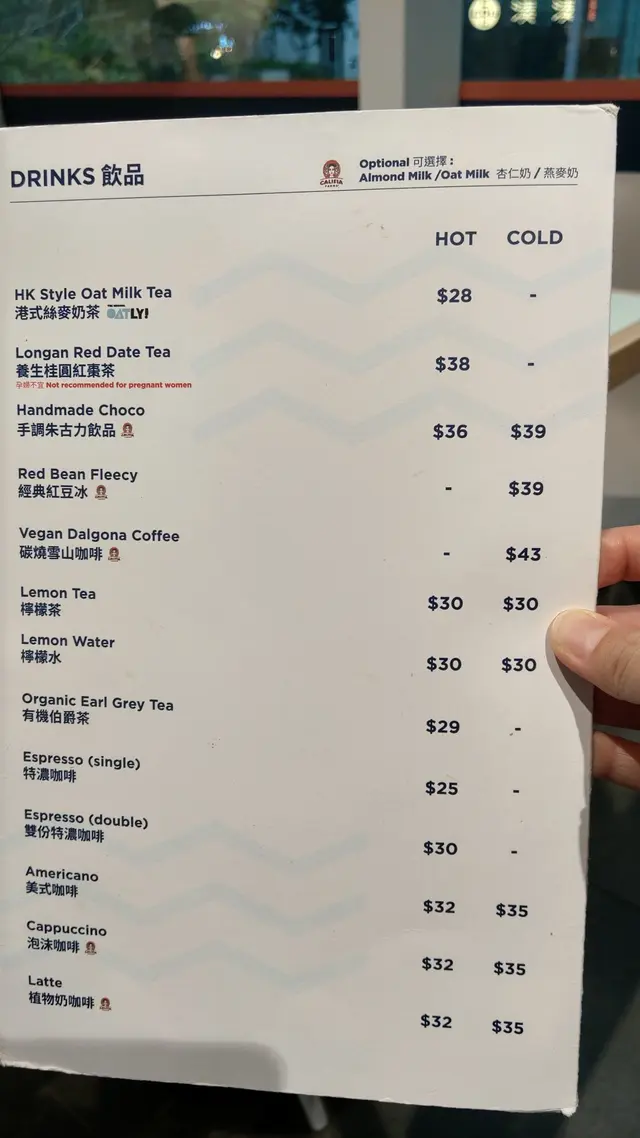 DRINKS 飲品
CALIFIA
FARMS
Optional 可選擇 :
Almond Milk /Oat Milk 杏仁奶 / 燕麥奶
HOT COLD
HK Style Oat Milk Tea
港式絲麥奶茶 OATLY!
$28 -
Longan Red Date Tea
養生桂圓紅棗茶
孕婦不宜 Not recommended for pregnant women
$38 -
Handmade Choco
手調朱古力飲品
$36 $39
Red Bean Fleecy
經典紅豆冰
- $39
Vegan Dalgona Coffee
碳燒雪山咖啡
- $43
Lemon Tea
檸檬茶
$30 $30
Lemon Water
檸檬水
$30 $30
Organic Earl Grey Tea
有機伯爵茶
$29 -
Espresso (single)
特濃咖啡
$25 -
Espresso (double)
雙份特濃咖啡
$30 -
Americano
美式咖啡
$32 $35
Cappuccino
泡沫咖啡
$32 $35
Latte
植物奶咖啡
$32 $35